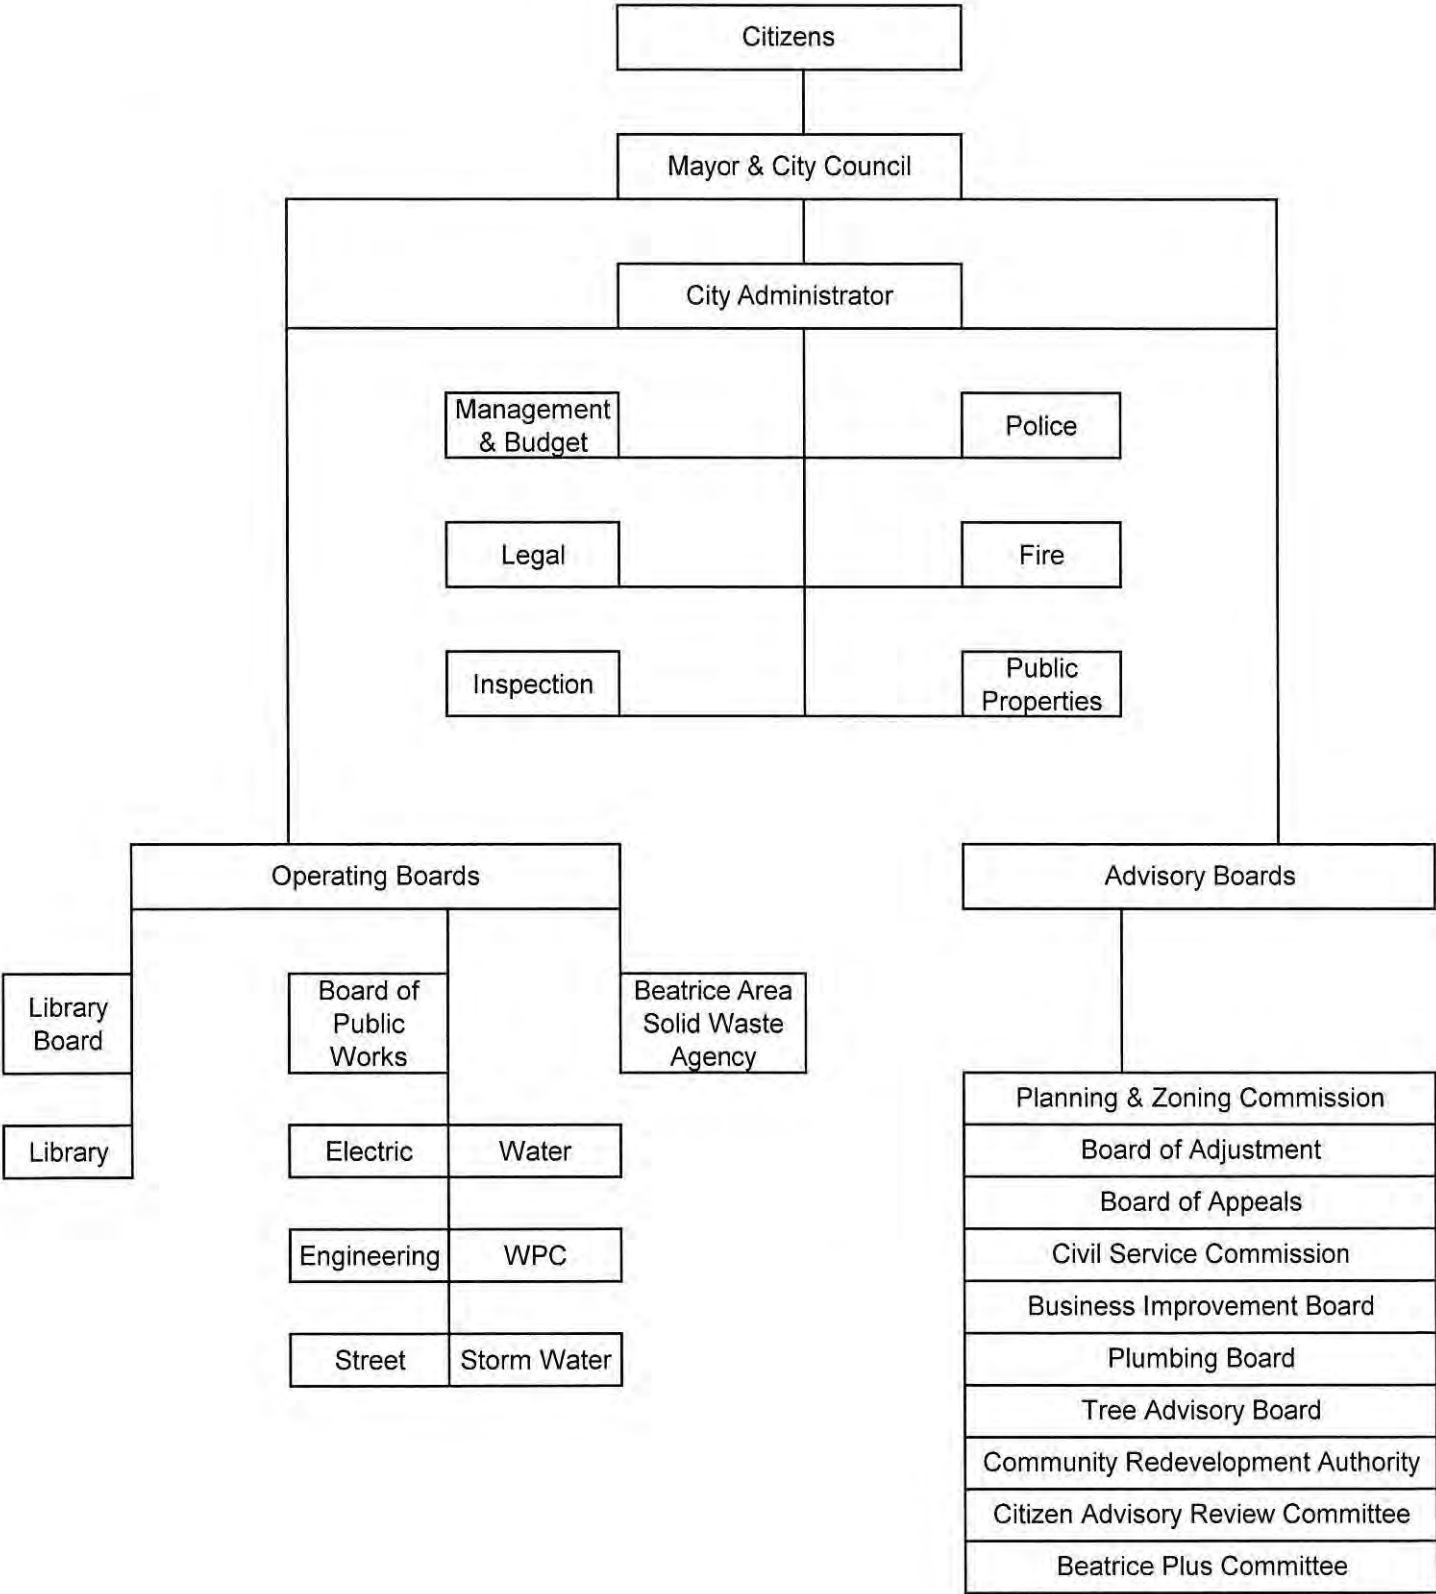 Citizens
Mayor & City Council
City Administrator
Management
& Budget
Police
Legal
Fire
Inspection
Public
Properties
Operating Boards
Advisory Boards
Library
Board
Board of
Public
Works
Beatrice Area
Solid Waste
Agency
Library
Electric
Water
Engineering
WPC
Street
Storm Water
Planning & Zoning Commission
Board of Adjustment
Board of Appeals
Civil Service Commission
Business Improvement Board
Plumbing Board
Tree Advisory Board
Community Redevelopment Authority
Citizen Advisory Review Committee
Beatrice Plus Committee